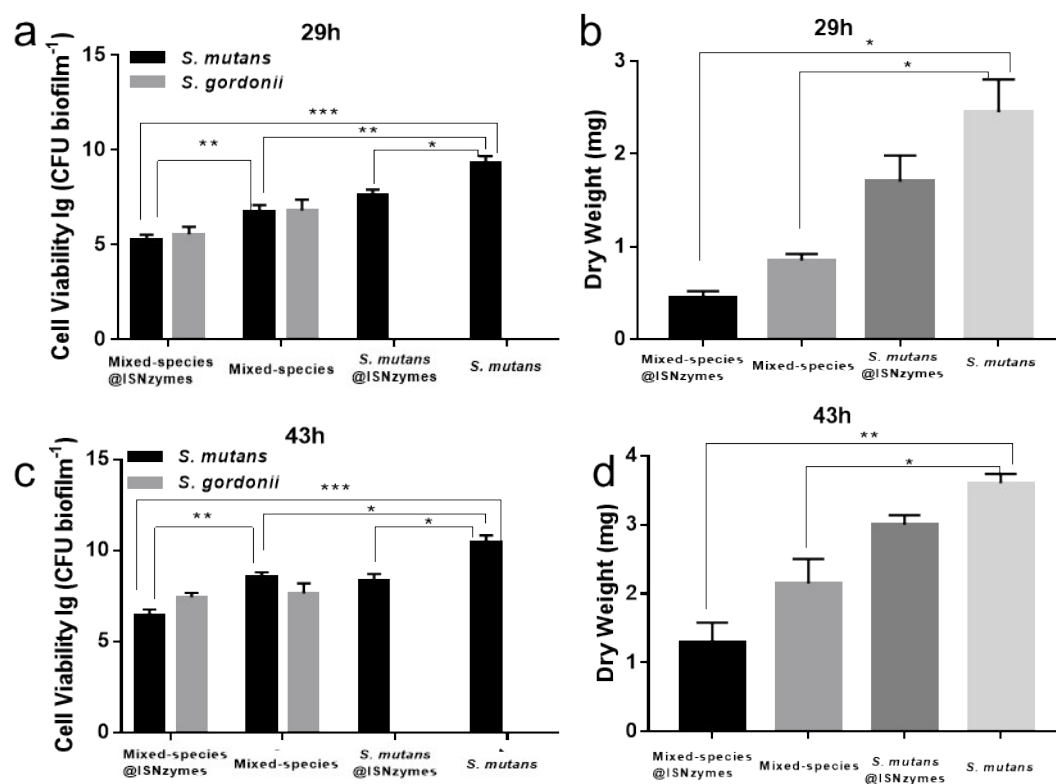 a
29h
S. mutans
S. gordonii
Cell Viability lg (CFU biofilm-1)
15
10
5
0
***
**
**
*
Mixed-species
@ISNzymes
Mixed-species
S. mutans
@ISNzymes
S. mutans
b
29h
Dry Weight (mg)
3
2
1
0
*
*
Mixed-species
@ISNzymes
Mixed-species
S. mutans
@ISNzymes
S. mutans
c
43h
S. mutans
S. gordonii
Cell Viability lg (CFU biofilm-1)
15
10
5
0
***
**
*
*
Mixed-species
@ISNzymes
Mixed-species
S. mutans
@ISNzymes
S. mutans
d
43h
Dry Weight (mg)
4
3
2
1
0
**
*
Mixed-species
@ISNzymes
Mixed-species
S. mutans
@ISNzymes
S. mutans